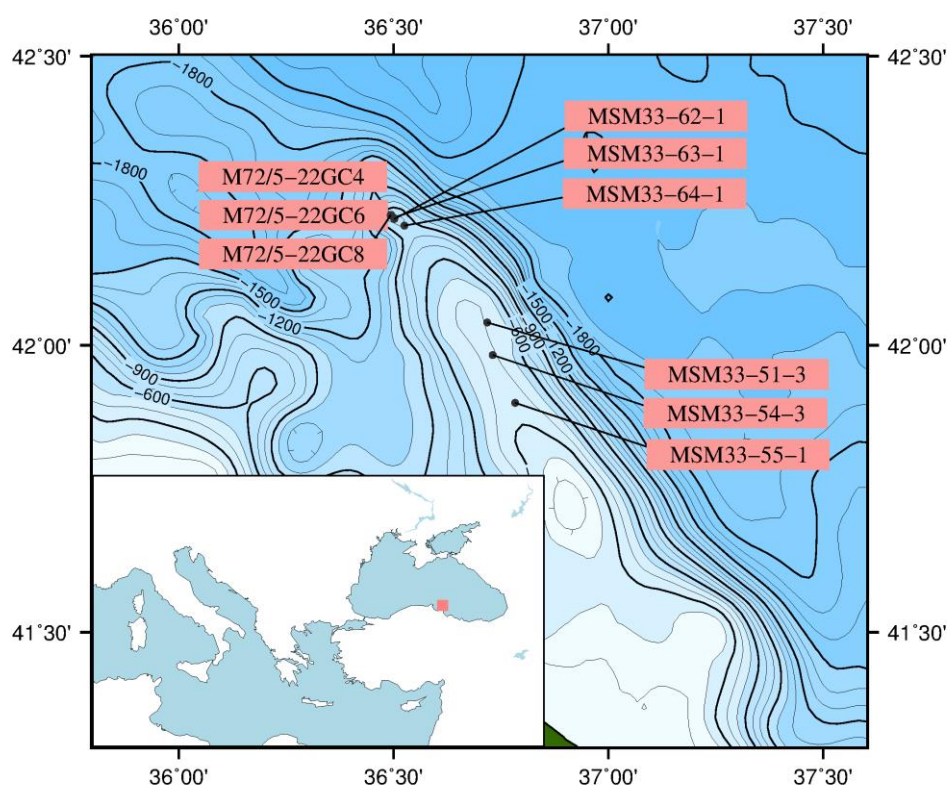 36˚00' 36˚30' 37˚00' 37˚30'
42˚30' 42˚30'
−1800
MSM33−62−1
MSM33−63−1
−1800
M72/5−22GC4
MSM33−64−1
M72/5−22GC6
M72/5−22GC8
−1500
−1200
−1500
−1800
−900
−600
−1200
42˚00' 42˚00'
−900
−600
MSM33−51−3
MSM33−54−3
MSM33−55−1
41˚30' 41˚30'
36˚00' 36˚30' 37˚00' 37˚30'